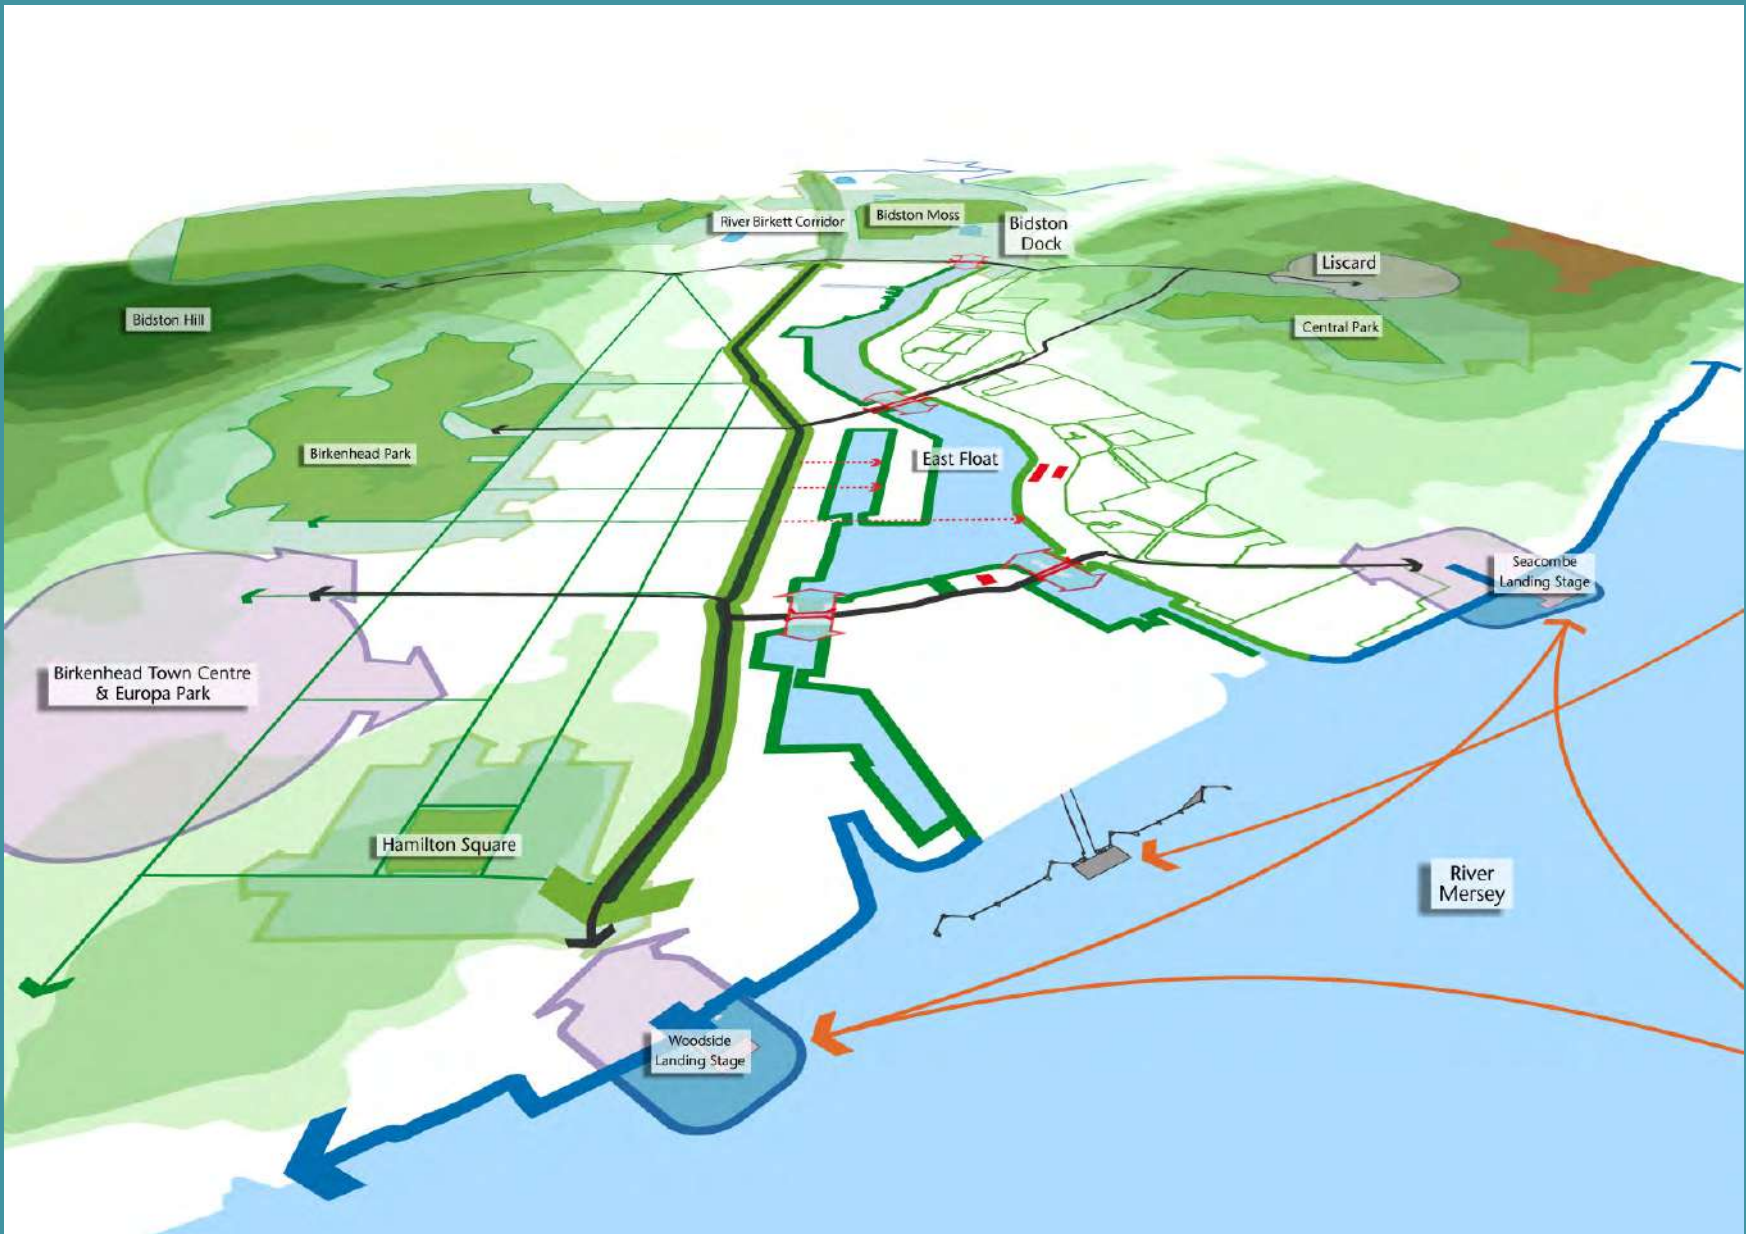 River Birkett Corridor
Bidston Moss
Bidston
Dock
Liscard
Bidston Hill
Central Park
Birkenhead Park
East Float
Seacombe
Landing Stage
Birkenhead Town Centre
& Europa Park
Hamilton Square
River
Mersey
Woodside
Landing Stage